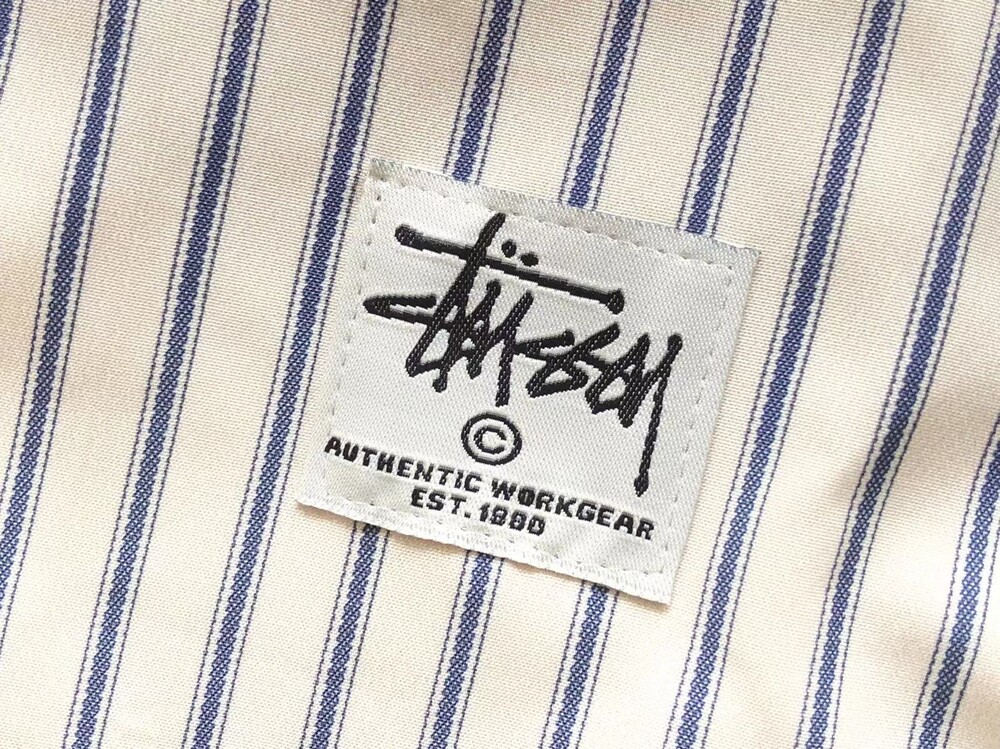 Stüssy
©
AUTHENTIC WORKGEAR
EST. 1980